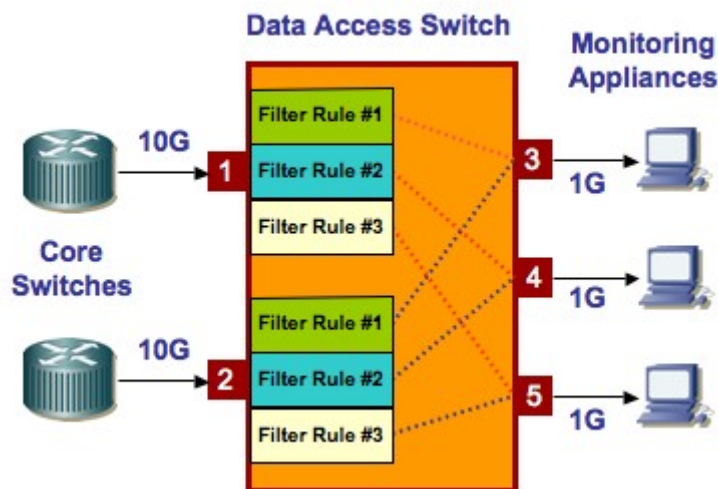 Data Access Switch
Monitoring
Appliances
Core
Switches
10G
1
Filter Rule #1
Filter Rule #2
Filter Rule #3
10G
2
Filter Rule #1
Filter Rule #2
Filter Rule #3
3
1G
4
1G
5
1G